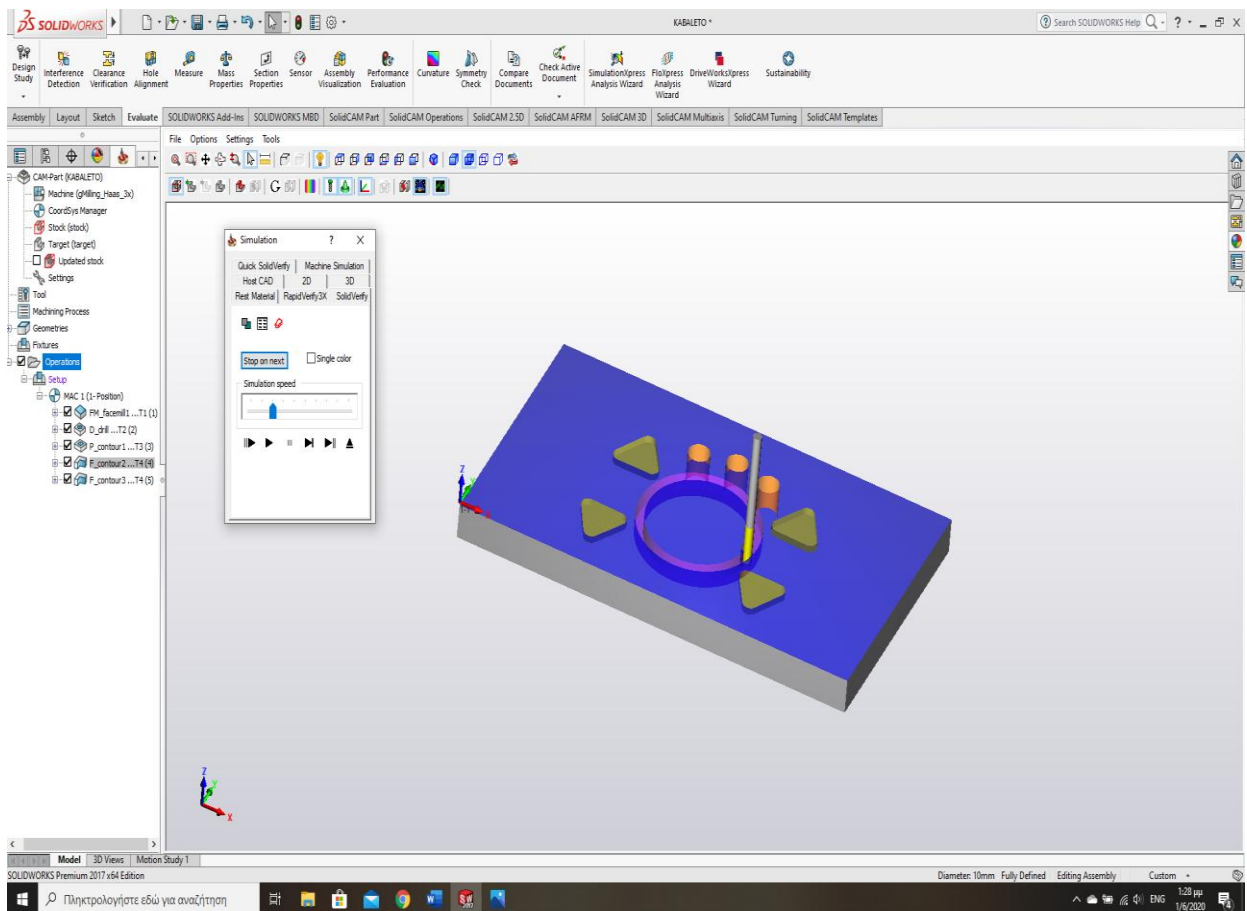 SOLIDWORKS
KABALETO *
Search SOLIDWORKS Help
Design Study
Interference Detection
Clearance Verification
Hole Alignment
Measure
Mass Properties
Section Properties
Sensor
Assembly Visualization
Performance Evaluation
Curvature
Symmetry Check
Compare Documents
Check Active Document
SimulationXpress Analysis Wizard
FloXpress Analysis Wizard
DriveWorksXpress Wizard
Sustainability
Assembly Layout Sketch Evaluate SOLIDWORKS Add-Ins SOLIDWORKS MBD SolidCAM Part SolidCAM Operations SolidCAM 2.5D SolidCAM AFRM SolidCAM 3D SolidCAM Multiaxis SolidCAM Turning SolidCAM Templates
File Options Settings Tools
CAM-Part (KABALETO)
Machine (gMilling_Haas_3x)
CoordSys Manager
Stock (stock)
Target (target)
Updated stock
Settings
Tool
Machining Process
Geometries
Fixtures
Operations
Setup
MAC 1 (1- Position)
FM_facemill1 ...T1 (1)
D_drill ...T2 (2)
P_contour1 ...T3 (3)
F_contour2 ...T4 (4)
F_contour3 ...T4 (5)
Simulation ? X
Quick SolidVerify Machine Simulation
Host CAD 2D 3D
Rest Material RapidVerify3X SolidVerify
Stop on next Single color
Simulation speed
Z
Z
Y
X
Model 3D Views Motion Study 1
SOLIDWORKS Premium 2017 x64 Edition
Diameter: 10mm Fully Defined Editing Assembly Custom
Πληκτρολογήστε εδώ για αναζήτηση
ENG
1:28 μμ
1/6/2020